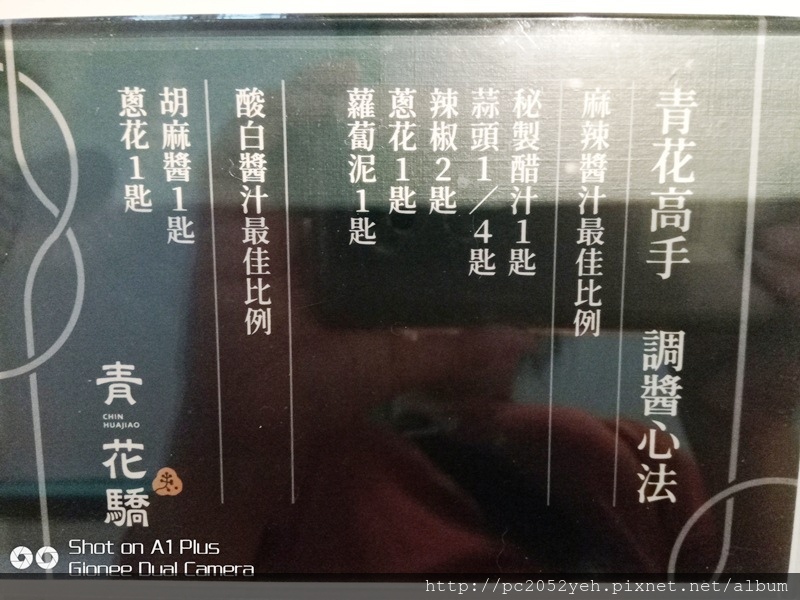 青花高手 調醬心法
麻辣醬汁最佳比例
秘製醋汁1匙
蒜頭1／4匙
辣椒2匙
蔥花1匙
蘿蔔泥1匙
酸白醬汁最佳比例
胡麻醬1匙
蔥花1匙
青花驕
CHIN
HUAJIAO
Shot on A1 Plus
Gionee Dual Camera
http://pc2052yeh.pixnet.net/album